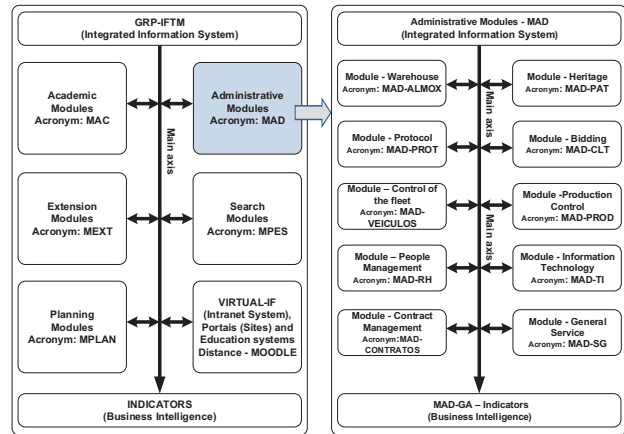 GRP-IFTM
(Integrated Information System)
Academic
Modules
Acronym: MAC
Administrative
Modules
Acronym: MAD
Main axis
Extension
Modules
Acronym: MEXT
Search
Modules
Acronym: MPES
Planning
Modules
Acronym: MPLAN
VIRTUAL-IF
(Intranet System),
Portais (Sites) and
Education systems
Distance - MOODLE
INDICATORS
(Business Intelligence)
Administrative Modules - MAD
(Integrated Information System)
Module - Warehouse
Acronym: MAD-ALMOX
Module - Heritage
Acronym: MAD-PAT
Main axis
Module - Protocol
Acronym: MAD-PROT
Module - Bidding
Acronym: MAD-CLT
Module – Control of
the fleet
Acronym: MAD-
VEICULOS
Module -Production
Control
Acronym: MAD-PROD
Main axis
Module – People
Management
Acronym: MAD-RH
Module - Information
Technology
Acronym: MAD-TI
Module - Contract
Management
Acronym:MAD-
CONTRATOS
Module - General
Service
Acronym: MAD-SG
MAD-GA – Indicators
(Business Intelligence)